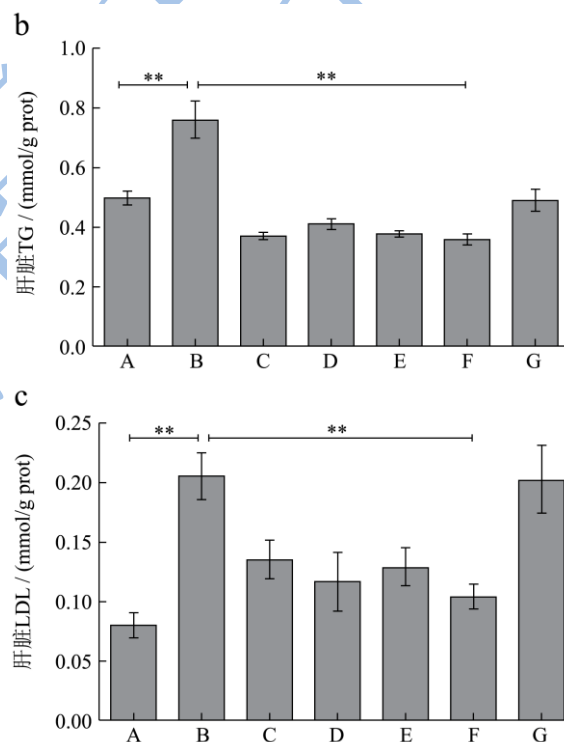 b
肝脏TG / (mmol/g prot)
1.0
0.8
0.6
0.4
0.2
0.0
**
**
A B C D E F G
c
肝脏LDL / (mmol/g prot)
0.25
0.20
0.15
0.10
0.05
0.00
**
**
A B C D E F G